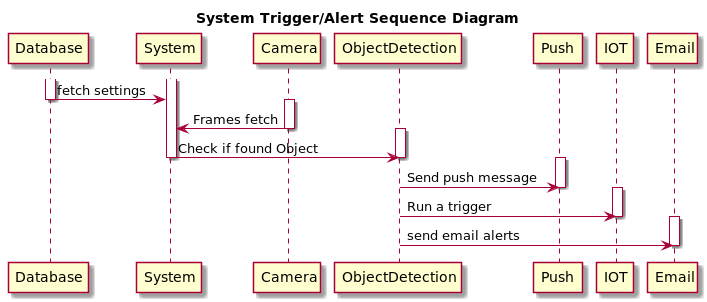 System Trigger/Alert Sequence Diagram
Database System Camera ObjectDetection Push IOT Email
fetch settings
Frames fetch
Check if found Object
Send push message
Run a trigger
send email alerts
Database System Camera ObjectDetection Push IOT Email